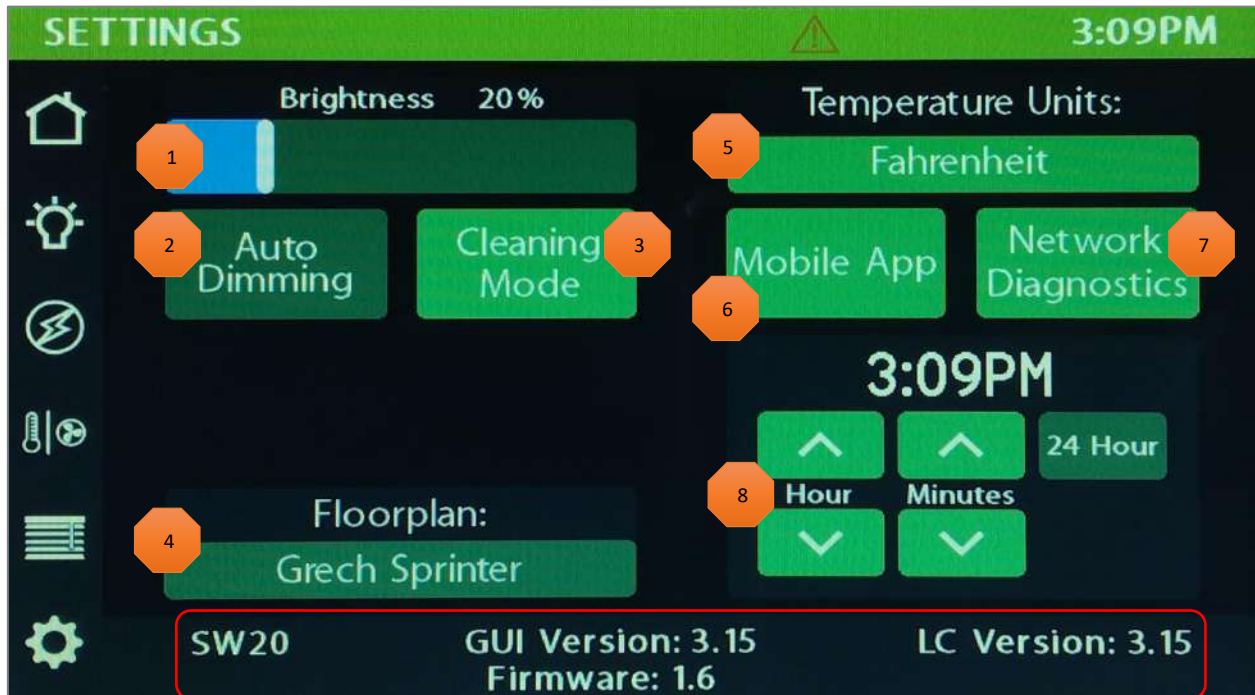 SETTINGS
3:09PM
Brightness 20%
1
2
Auto
Dimming
Cleaning
Mode
3
Temperature Units:
5
Fahrenheit
Mobile App
6
Network
Diagnostics
7
3:09PM
24 Hour
8
Hour Minutes
Floorplan:
4
Grech Sprinter
SW20
GUI Version: 3.15
Firmware: 1.6
LC Version: 3.15